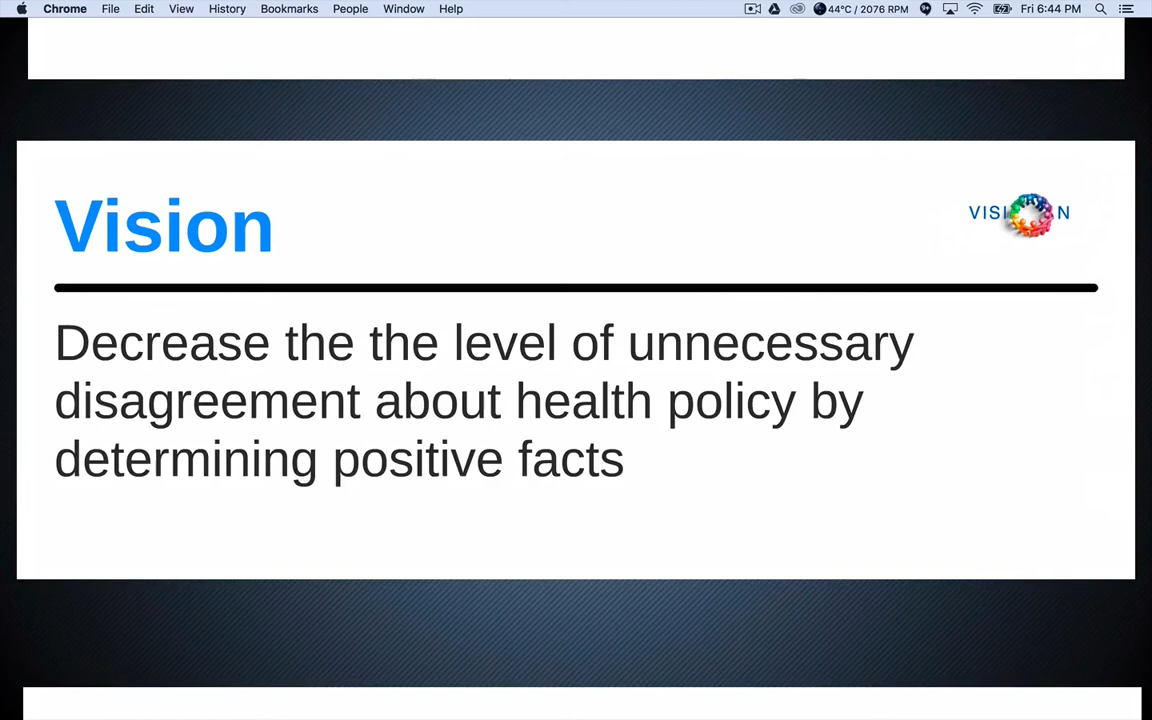 Chrome File Edit View History Bookmarks People Window Help 44°C / 2076 RPM Fri 6:44 PM
Vision
VISION
Decrease the the level of unnecessary
disagreement about health policy by
determining positive facts